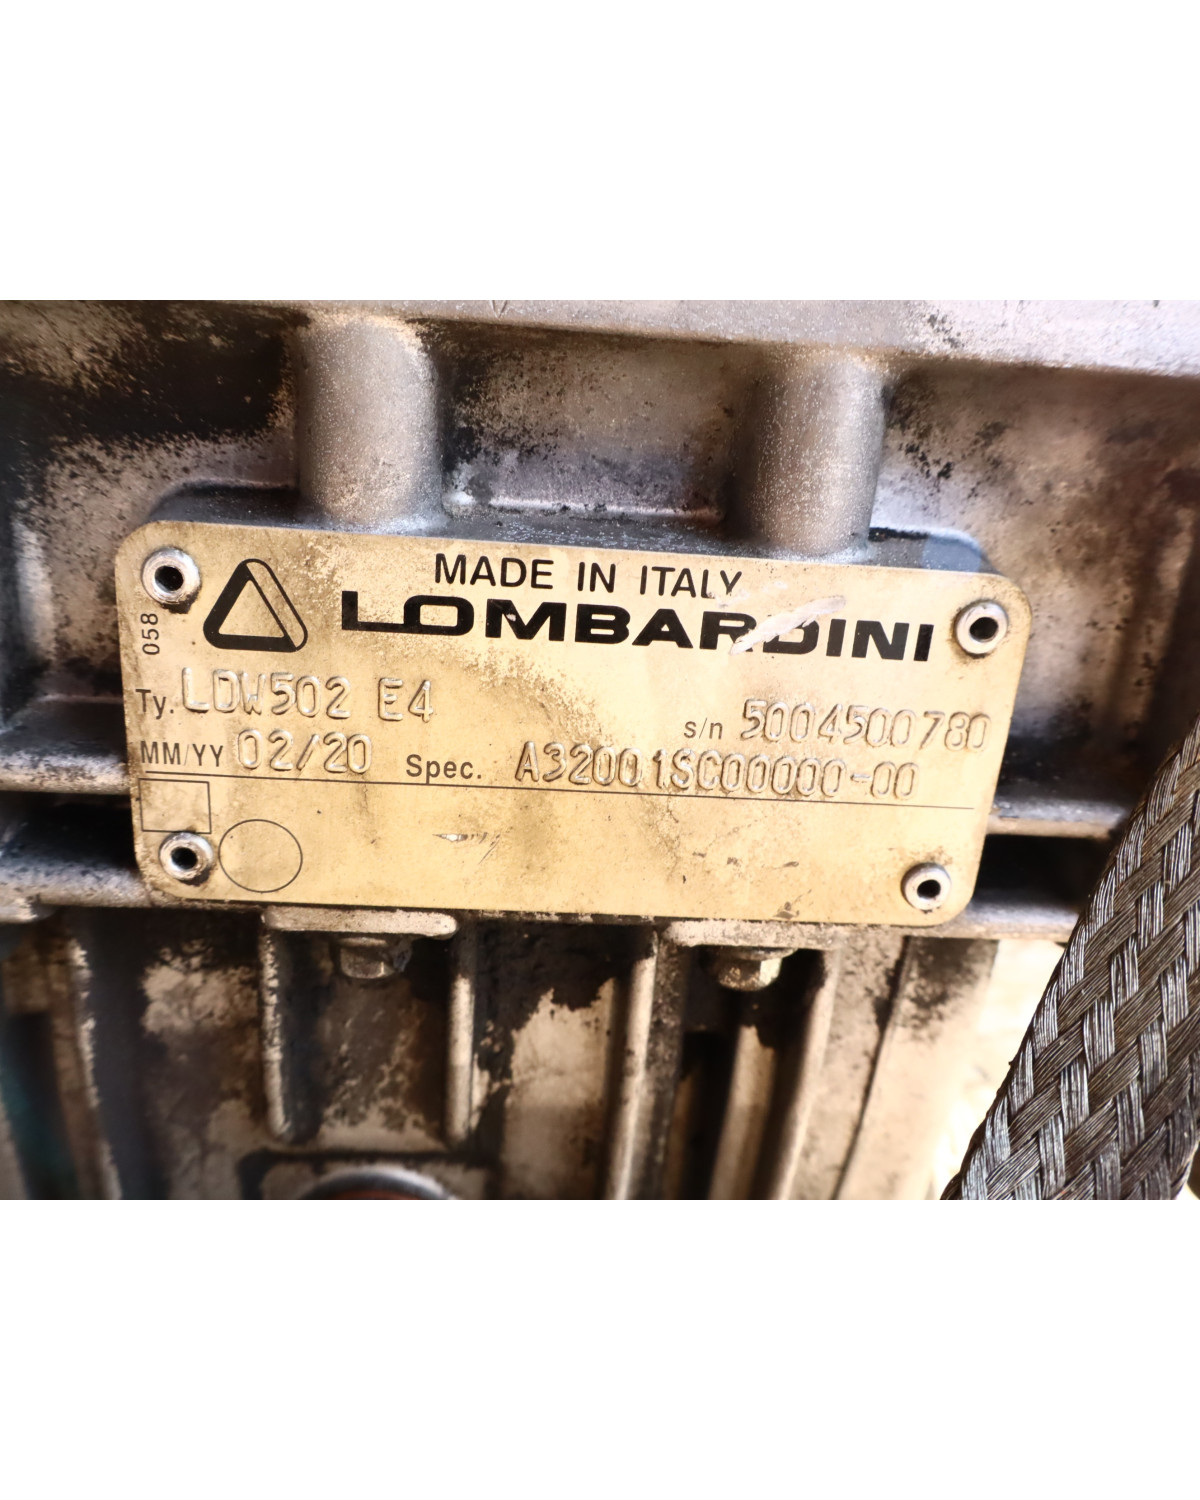 MADE IN ITALY
LOMBARDINI
058
Ty. LDW502 E4
s/n 5004500780
MM/YY 02/20 Spec. A32001SC00000-00